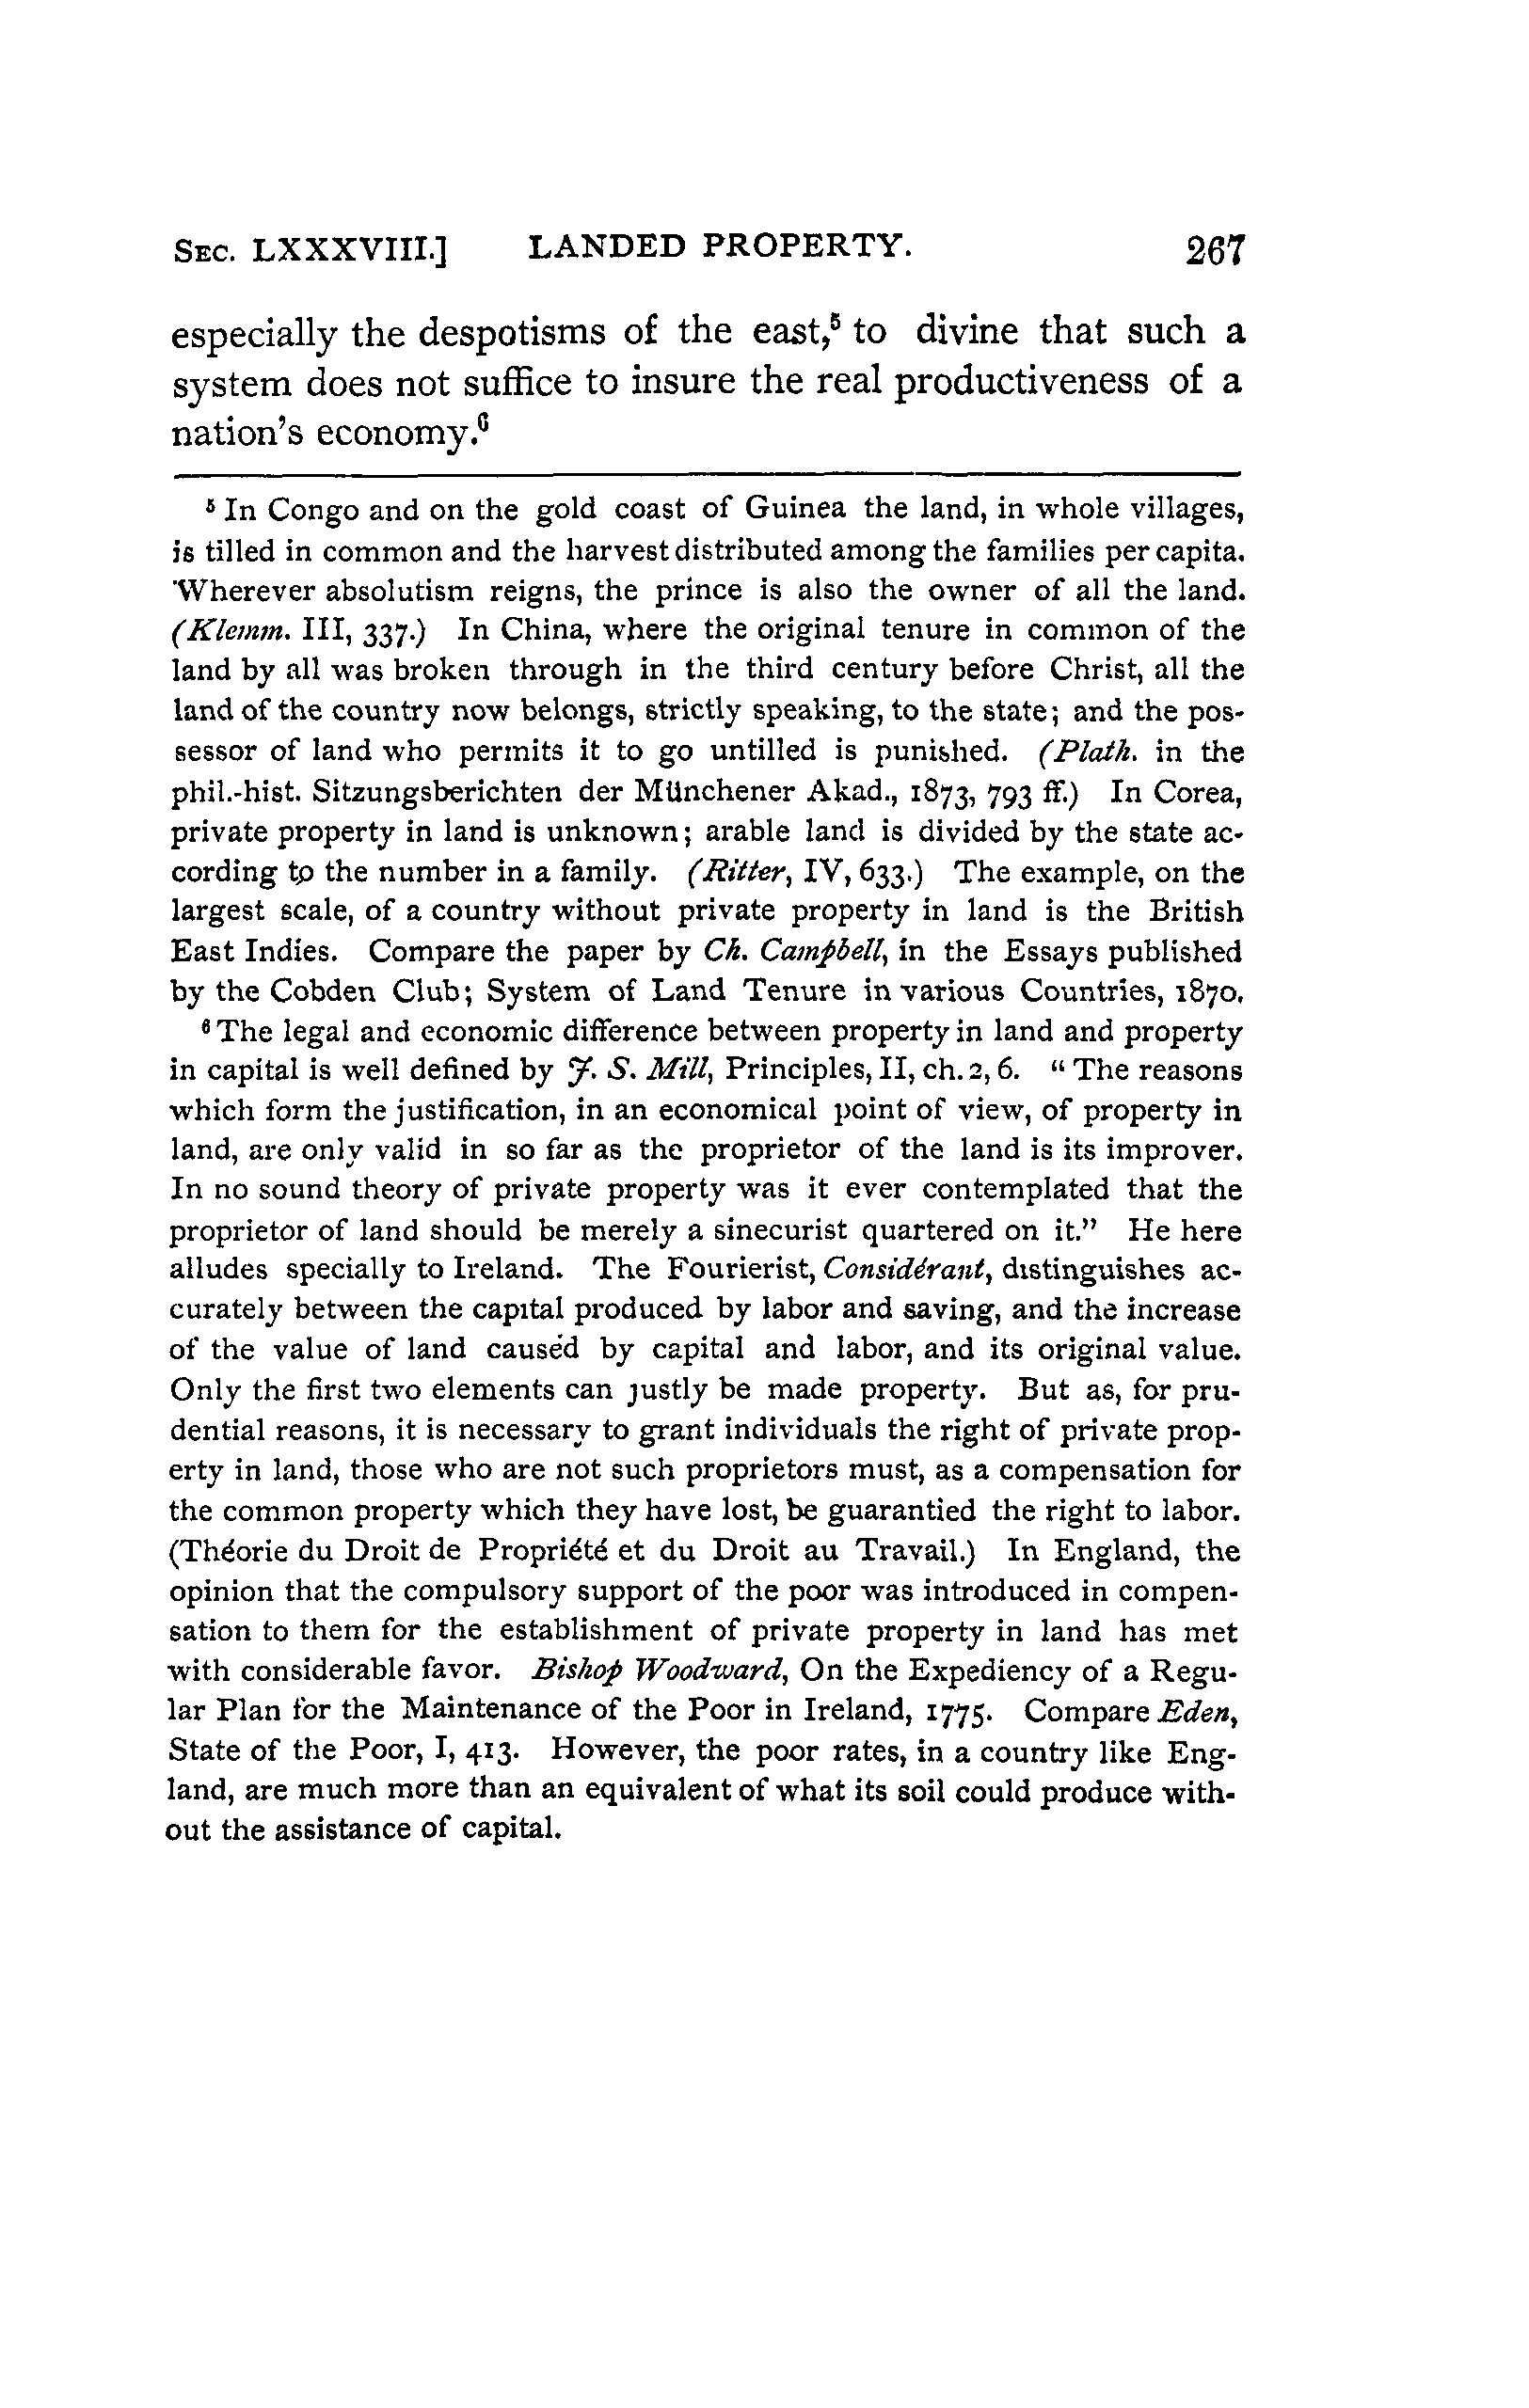 SEC. LXXXVIII.] LANDED PROPERTY. 267
especially the despotisms of the east,⁵ to divine that such a
system does not suffice to insure the real productiveness of a
nation's economy.⁶
⁵ In Congo and on the gold coast of Guinea the land, in whole villages,
is tilled in common and the harvest distributed among the families per capita.
Wherever absolutism reigns, the prince is also the owner of all the land.
(Klemm. III, 337.) In China, where the original tenure in common of the
land by all was broken through in the third century before Christ, all the
land of the country now belongs, strictly speaking, to the state; and the pos-
sessor of land who permits it to go untilled is punished. (Plath. in the
phil.-hist. Sitzungsberichten der Münchener Akad., 1873, 793 ff.) In Corea,
private property in land is unknown; arable land is divided by the state ac-
cording to the number in a family. (Ritter, IV, 633.) The example, on the
largest scale, of a country without private property in land is the British
East Indies. Compare the paper by Ch. Campbell, in the Essays published
by the Cobden Club; System of Land Tenure in various Countries, 1870.
⁶ The legal and economic difference between property in land and property
in capital is well defined by J. S. Mill, Principles, II, ch. 2, 6. "The reasons
which form the justification, in an economical point of view, of property in
land, are only valid in so far as the proprietor of the land is its improver.
In no sound theory of private property was it ever contemplated that the
proprietor of land should be merely a sinecurist quartered on it." He here
alludes specially to Ireland. The Fourierist, Considérant, distinguishes ac-
curately between the capital produced by labor and saving, and the increase
of the value of land caused by capital and labor, and its original value.
Only the first two elements can justly be made property. But as, for pru-
dential reasons, it is necessary to grant individuals the right of private prop-
erty in land, those who are not such proprietors must, as a compensation for
the common property which they have lost, be guarantied the right to labor.
(Théorie du Droit de Propriété et du Droit au Travail.) In England, the
opinion that the compulsory support of the poor was introduced in compen-
sation to them for the establishment of private property in land has met
with considerable favor. Bishop Woodward, On the Expediency of a Regu-
lar Plan for the Maintenance of the Poor in Ireland, 1775. Compare Eden,
State of the Poor, I, 413. However, the poor rates, in a country like Eng-
land, are much more than an equivalent of what its soil could produce with-
out the assistance of capital.